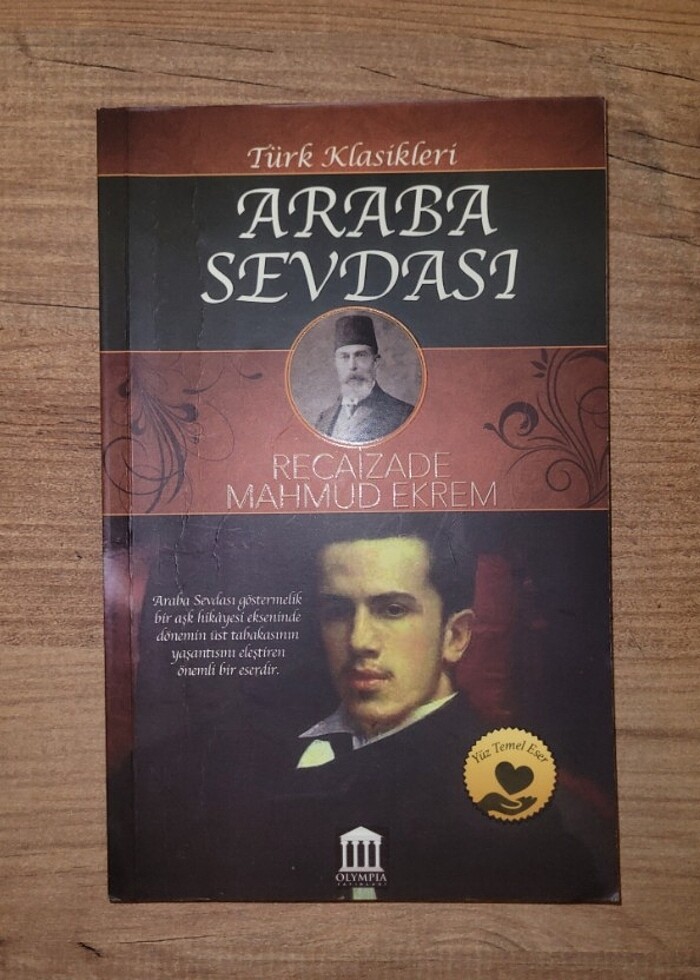 Türk Klasikleri
ARABA
SEVDASI
RECAİZADE
MAHMUD EKREM
Araba Sevdası göstermelik
bir aşk hikâyesi ekseninde
dönemin üst tabakasının
yaşantısını eleştiren
önemli bir eserdir.
Yüz Temel Eser
OLYMPIA
YAYINLARI